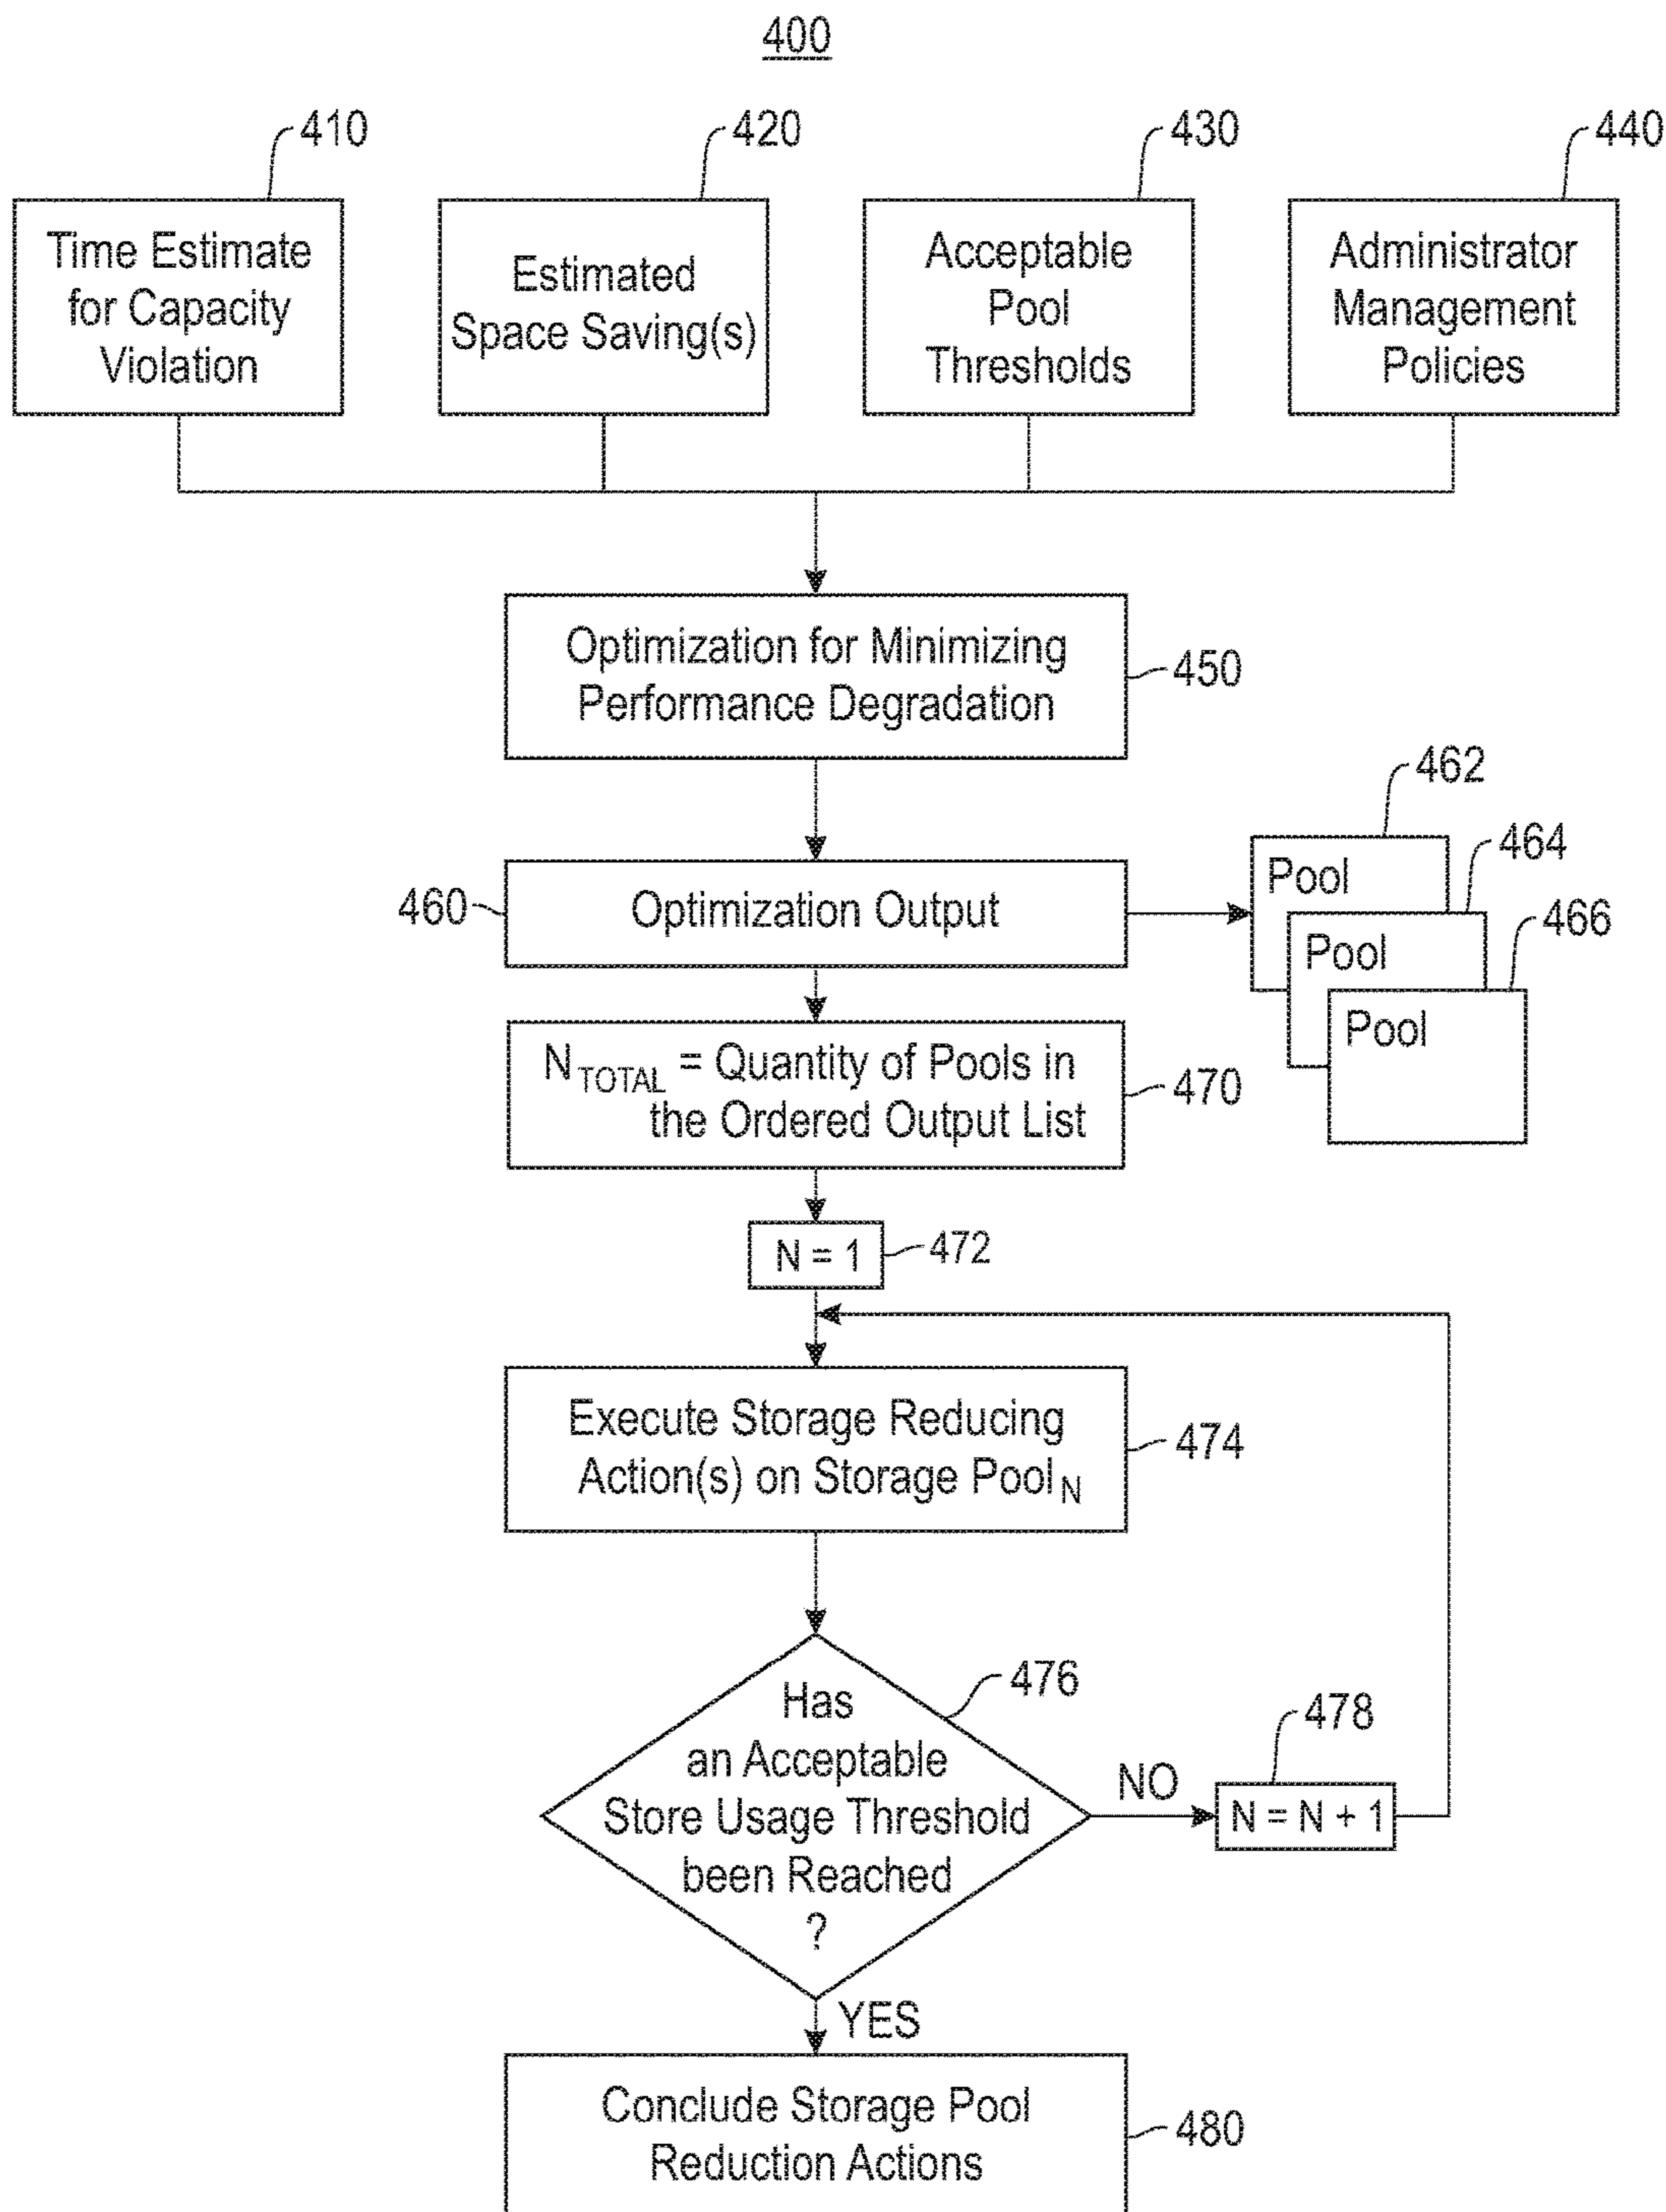 400
410
420
430
440
Time Estimate
for Capacity
Violation
Estimated
Space Saving(s)
Acceptable
Pool
Thresholds
Administrator
Management
Policies
Optimization for Minimizing
Performance Degradation
450
462
464
466
460
Optimization Output
Pool
Pool
Pool
N TOTAL = Quantity of Pools in
the Ordered Output List
470
N = 1
472
Execute Storage Reducing
Action(s) on Storage Pool N
474
Has
an Acceptable
Store Usage Threshold
been Reached
?
476
NO
478
N = N + 1
YES
Conclude Storage Pool
Reduction Actions
480